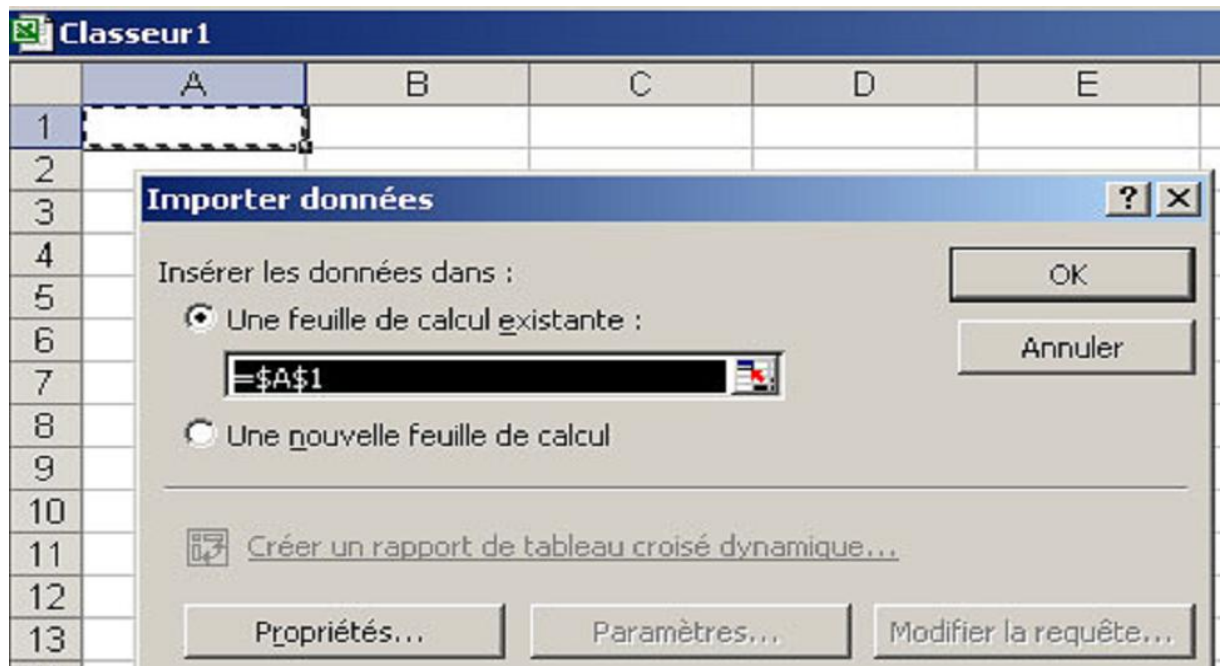 Classeur1
A B C D E
1
2
Importer données ? X
3
4
Insérer les données dans :
OK
5
Une feuille de calcul existante :
6
Annuler
7
=$A$1
8
Une nouvelle feuille de calcul
9
10
11
Créer un rapport de tableau croisé dynamique...
12
13
Propriétés... Paramètres... Modifier la requête...